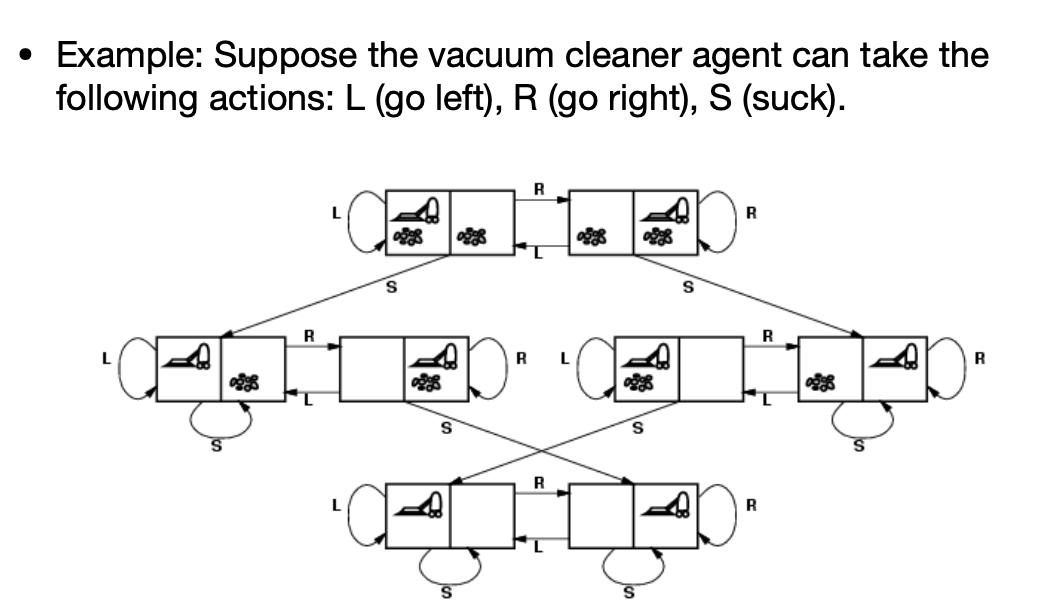 • Example: Suppose the vacuum cleaner agent can take the
following actions: L (go left), R (go right), S (suck).
R
L
R
L
S
S
R
R
L
R
L
R
L
L
S
S
S
S
R
L
R
L
S
S